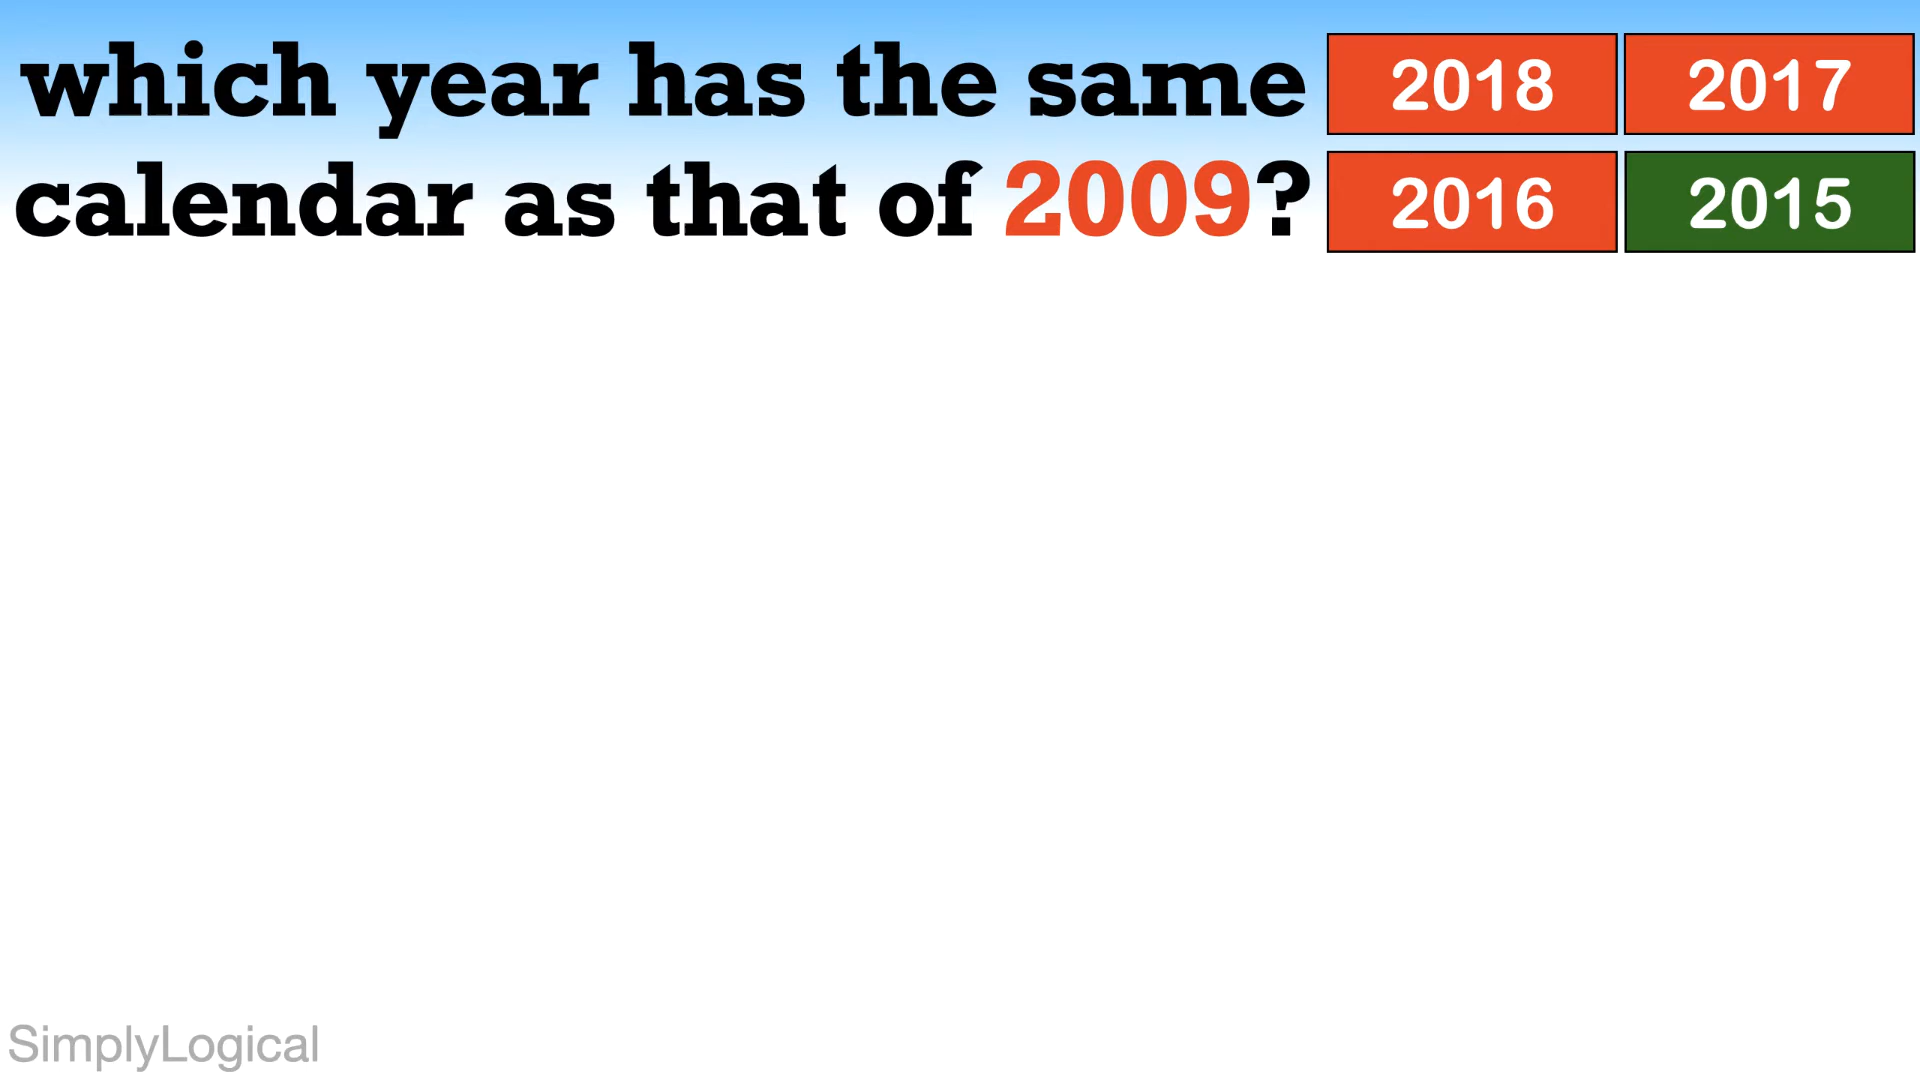 which year has the same
calendar as that of 2009?
2018 2017
2016 2015
SimplyLogical